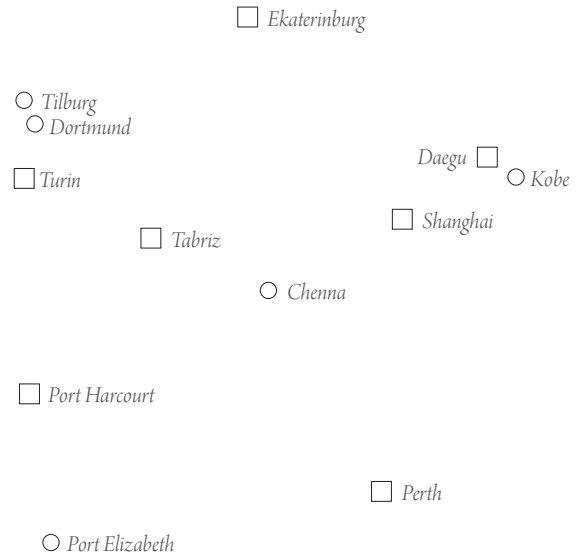 Ekaterinburg
Tilburg
Dortmund
Daegu
Turin
Kobe
Shanghai
Tabriz
Chenna
Port Harcourt
Perth
Port Elizabeth